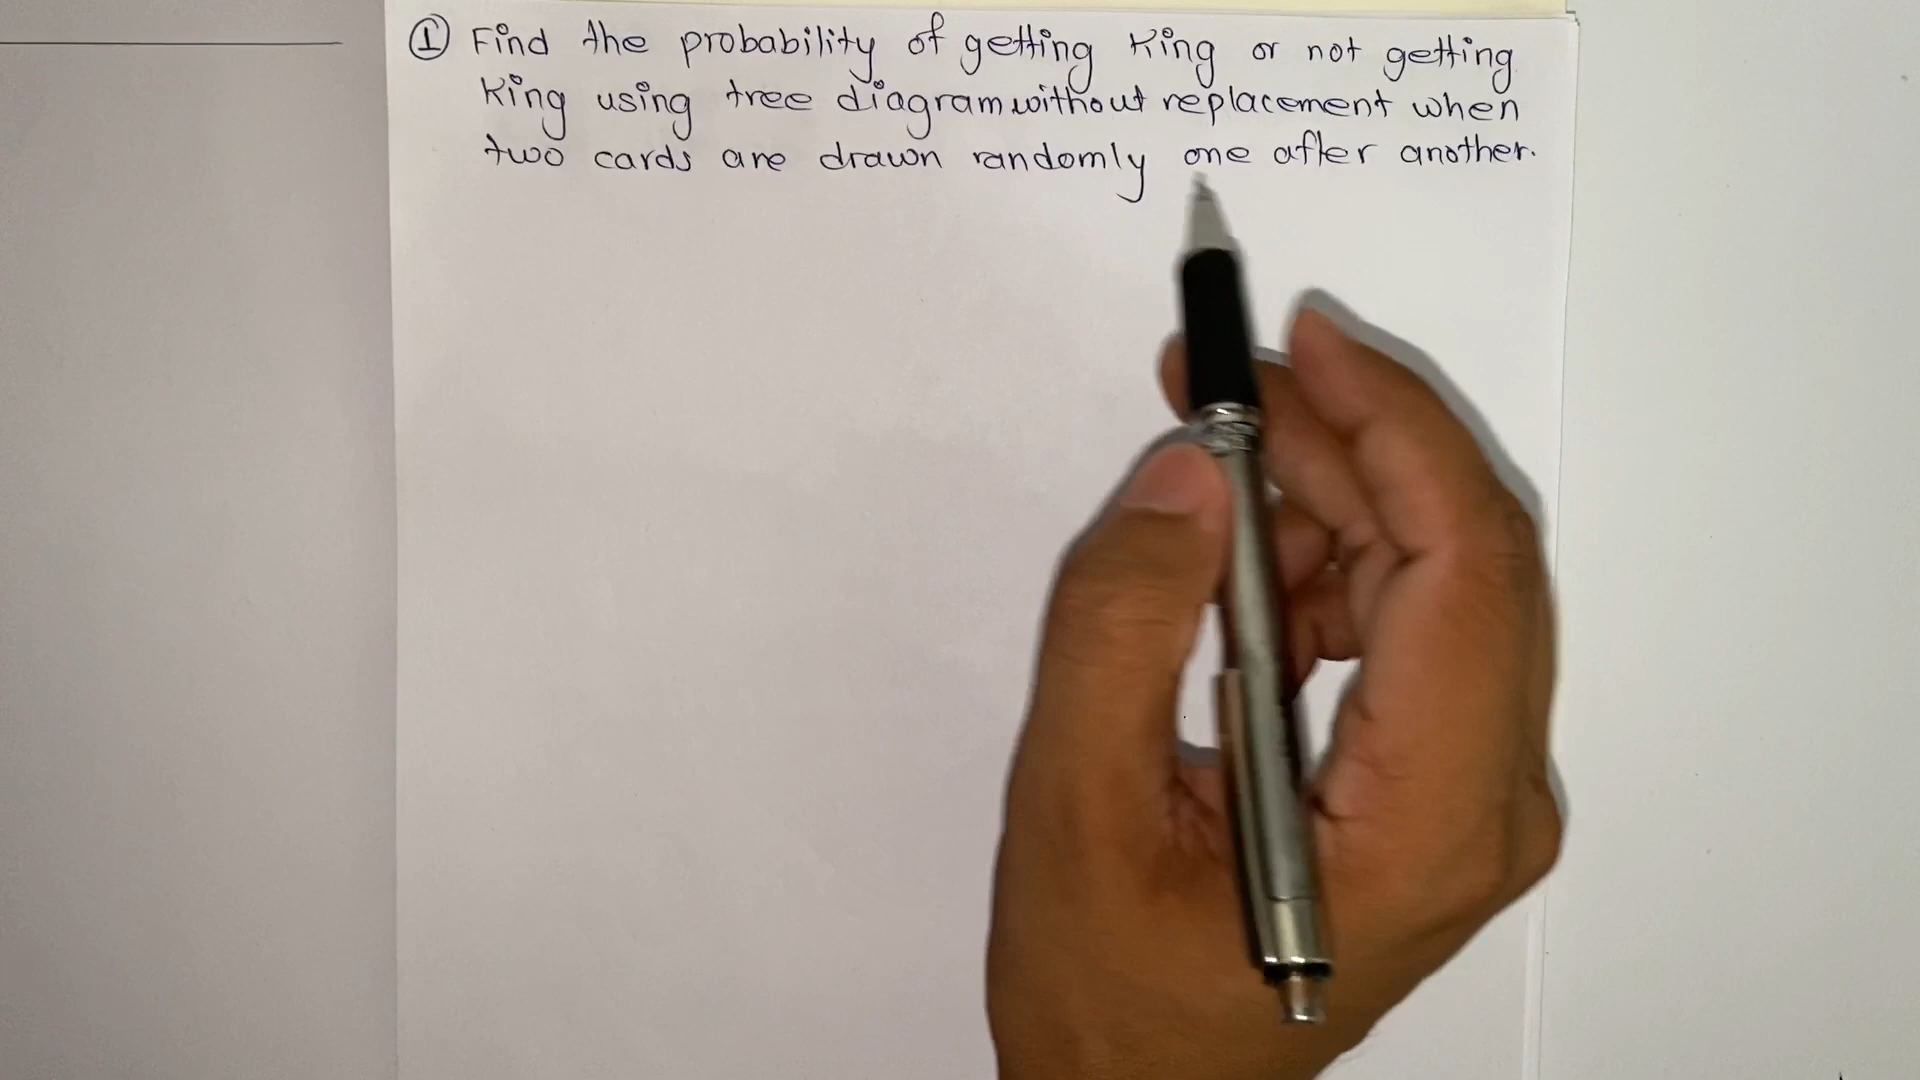 ① Find the probability of getting King or not getting
King using tree diagram without replacement when
two cards are drawn randomly one after another.